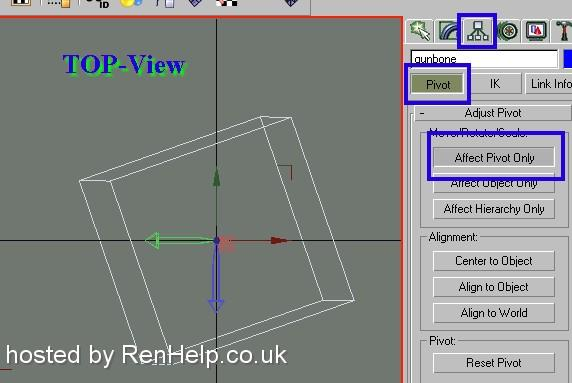 TOP-View
gunbone
Pivot
IK
Link Info
- Adjust Pivot
Move/Rotate/Scale:
Affect Pivot Only
Affect Object Only
Affect Hierarchy Only
Alignment:
Center to Object
Align to Object
Align to World
Pivot:
Reset Pivot
hosted by RenHelp.co.uk